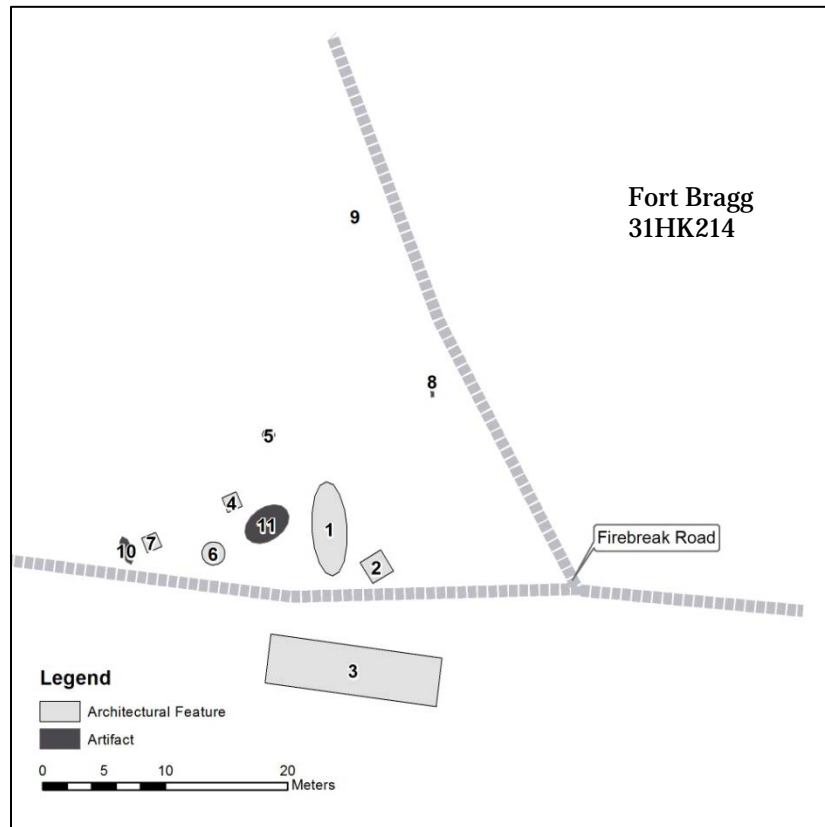 Fort Bragg
31HK214
9
8
5
4
11
1
7
10
6
2
Firebreak Road
3
Legend
Architectural Feature
Artifact
0 5 10 20
Meters